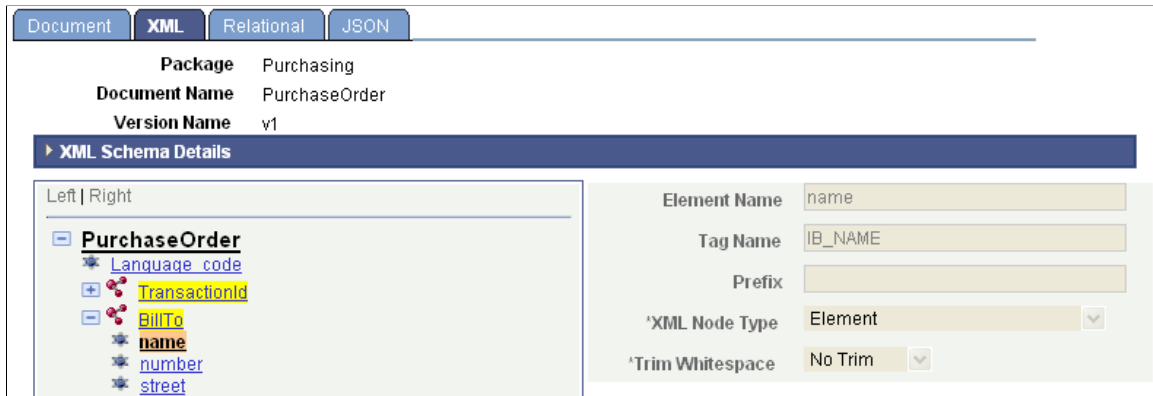 Document XML Relational JSON
Package Purchasing
Document Name PurchaseOrder
Version Name v1
XML Schema Details
Left | Right
PurchaseOrder
Language_code
TransactionId
BillTo
name
number
street
Element Name name
Tag Name IB_NAME
Prefix
*XML Node Type Element
*Trim Whitespace No Trim